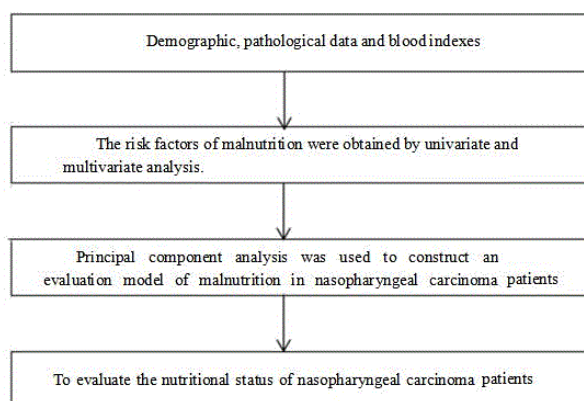 Demographic, pathological data and blood indexes
The risk factors of malnutrition were obtained by univariate and
multivariate analysis.
Principal component analysis was used to construct an
evaluation model of malnutrition in nasopharyngeal carcinoma patients
To evaluate the nutritional status of nasopharyngeal carcinoma patients